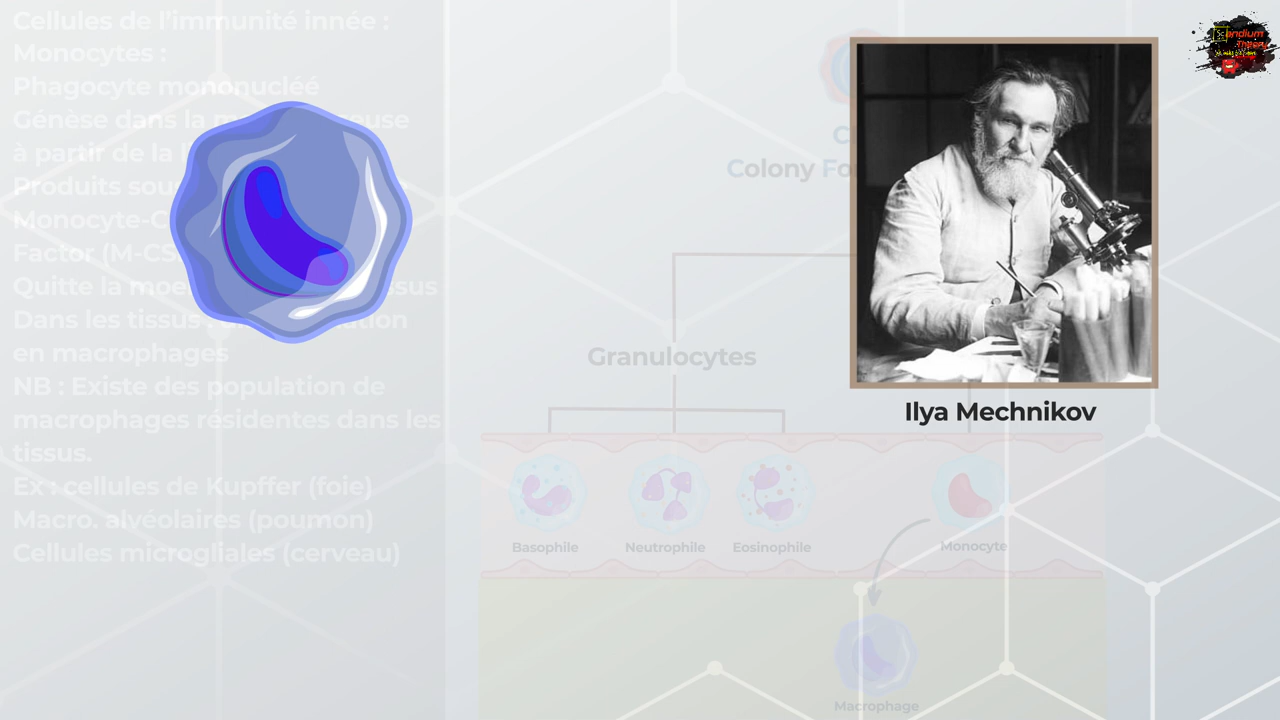 Cellules de l'immunité innée :
Monocytes :
Phagocyte mononucléé
Génèse dans la
à partir de la
Produits sou
Monocyte-C
Factor (M-CS
Quitte la moe
Dans les tissus
en macrophages
NB : Existe des population de
macrophages résidentes dans les
tissus.
Ex : cellules de Kupffer (foie)
Macro. alvéolaires (poumon)
Cellules microgliales (cerveau)
Colony Fo
Granulocytes
Basophile
Neutrophile
Eosinophile
Monocyte
Macrophage
Ilya Mechnikov